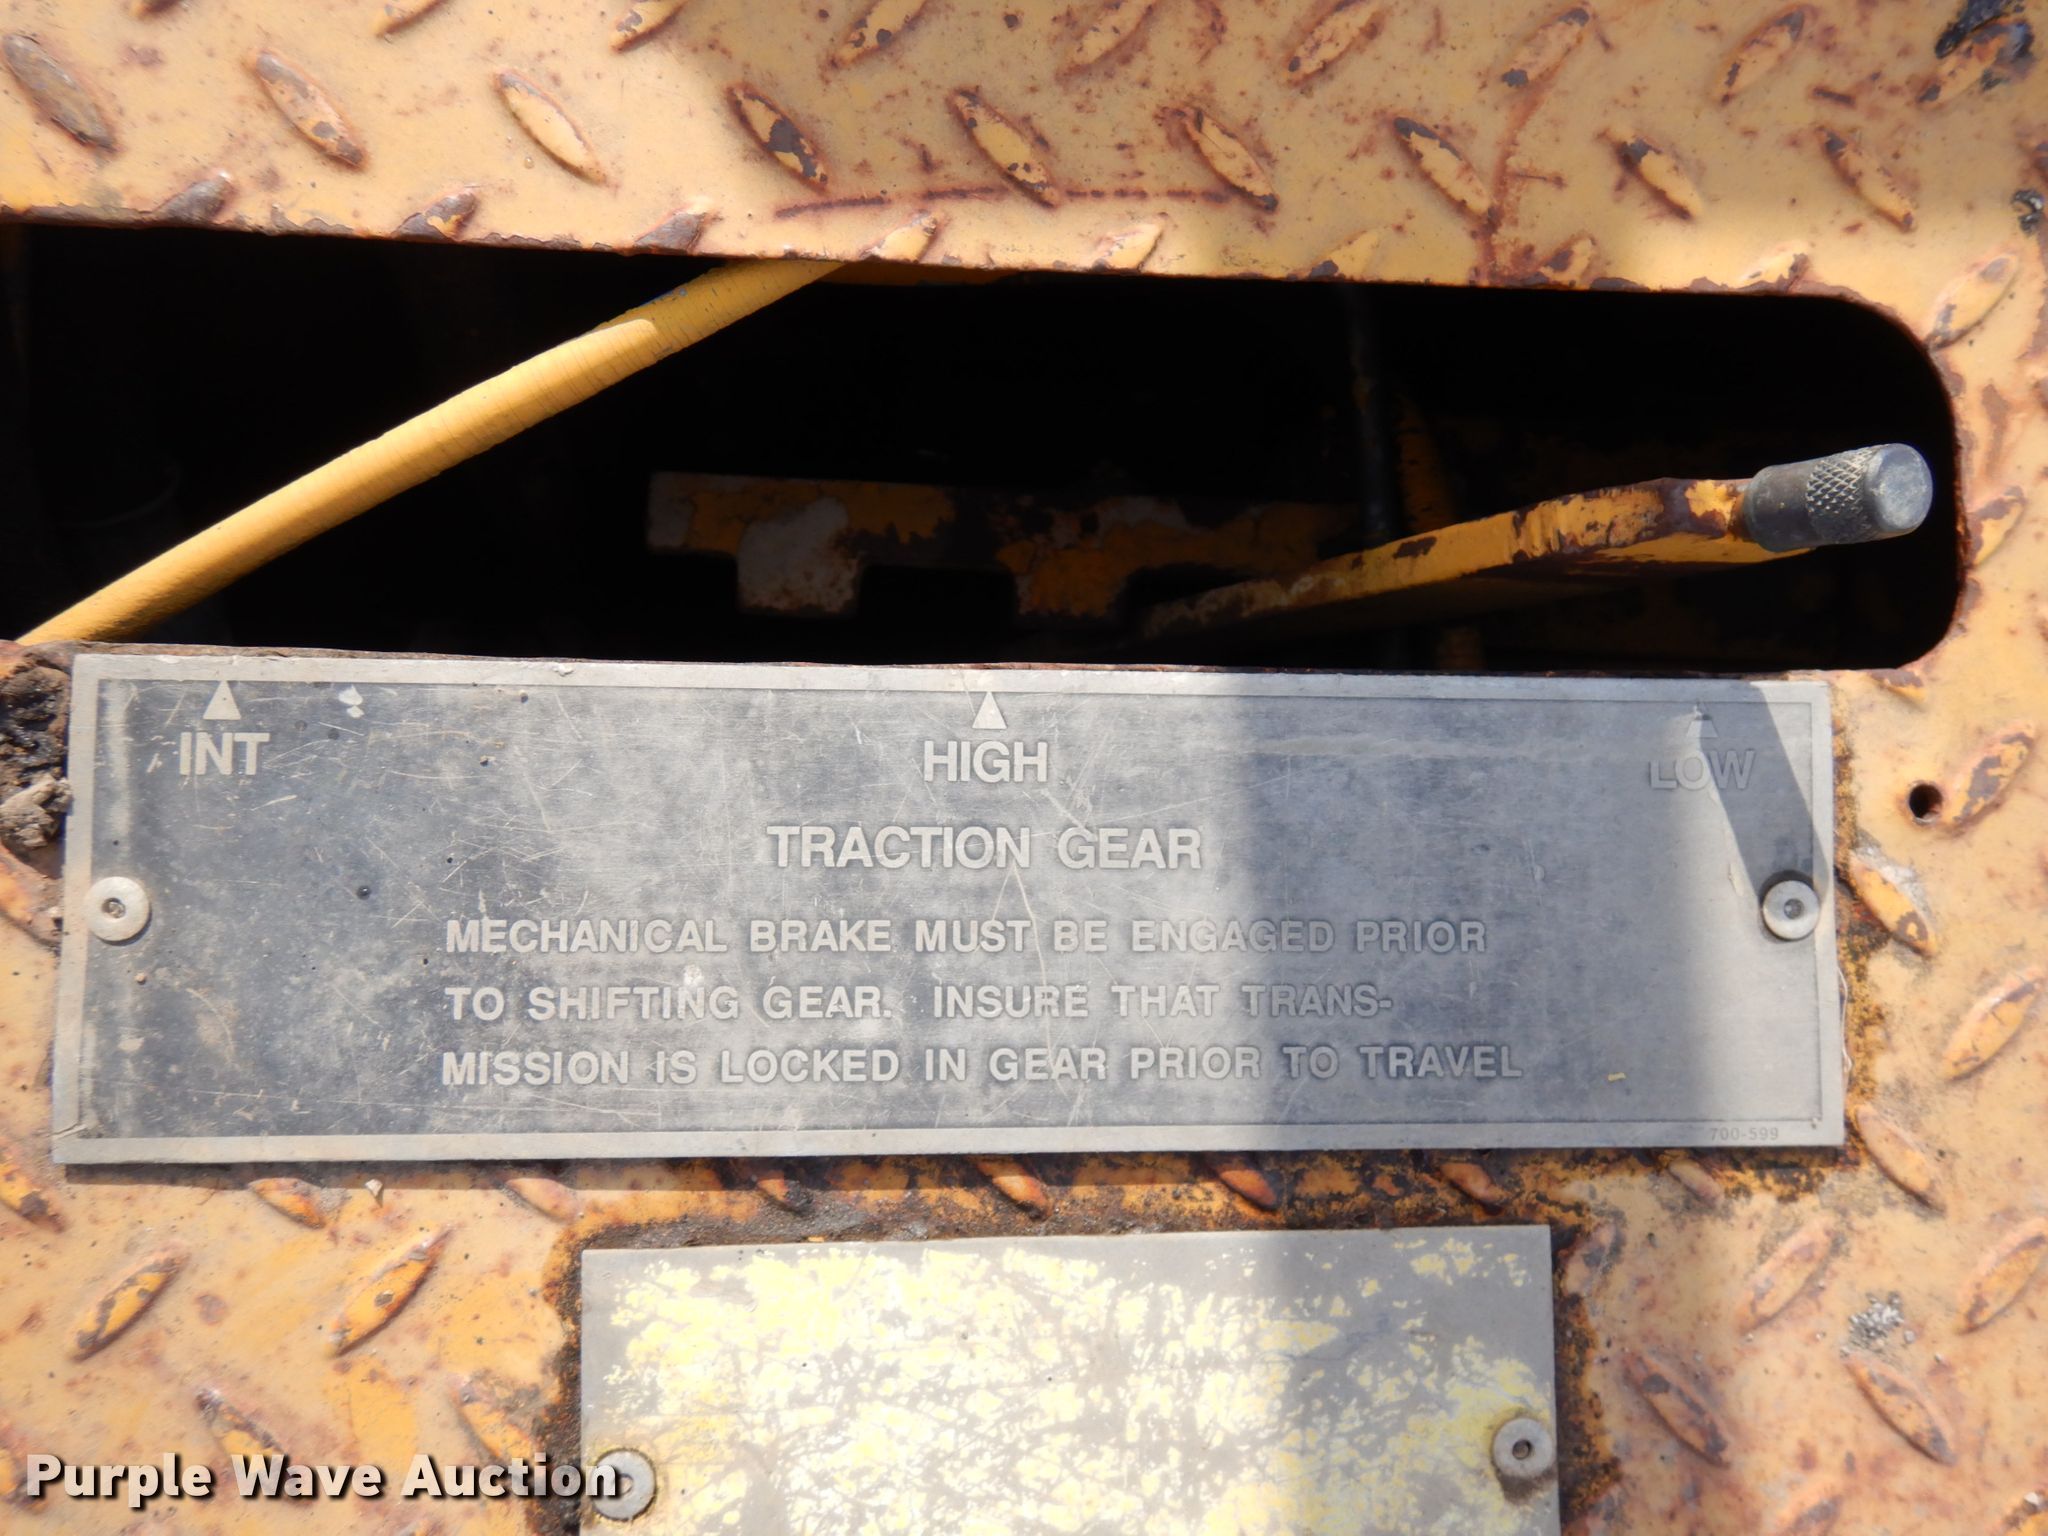 INT HIGH LOW
TRACTION GEAR
MECHANICAL BRAKE MUST BE ENGAGED PRIOR
TO SHIFTING GEAR. INSURE THAT TRANS-
MISSION IS LOCKED IN GEAR PRIOR TO TRAVEL
700-599
Purple Wave Auction